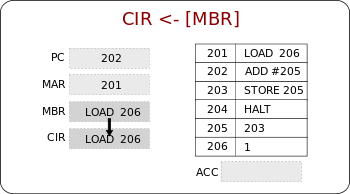 CIR <- [MBR]
PC 202
MAR 201
MBR LOAD 206
CIR LOAD 206
201 LOAD 206
202 ADD #205
203 STORE 205
204 HALT
205 203
206 1
ACC